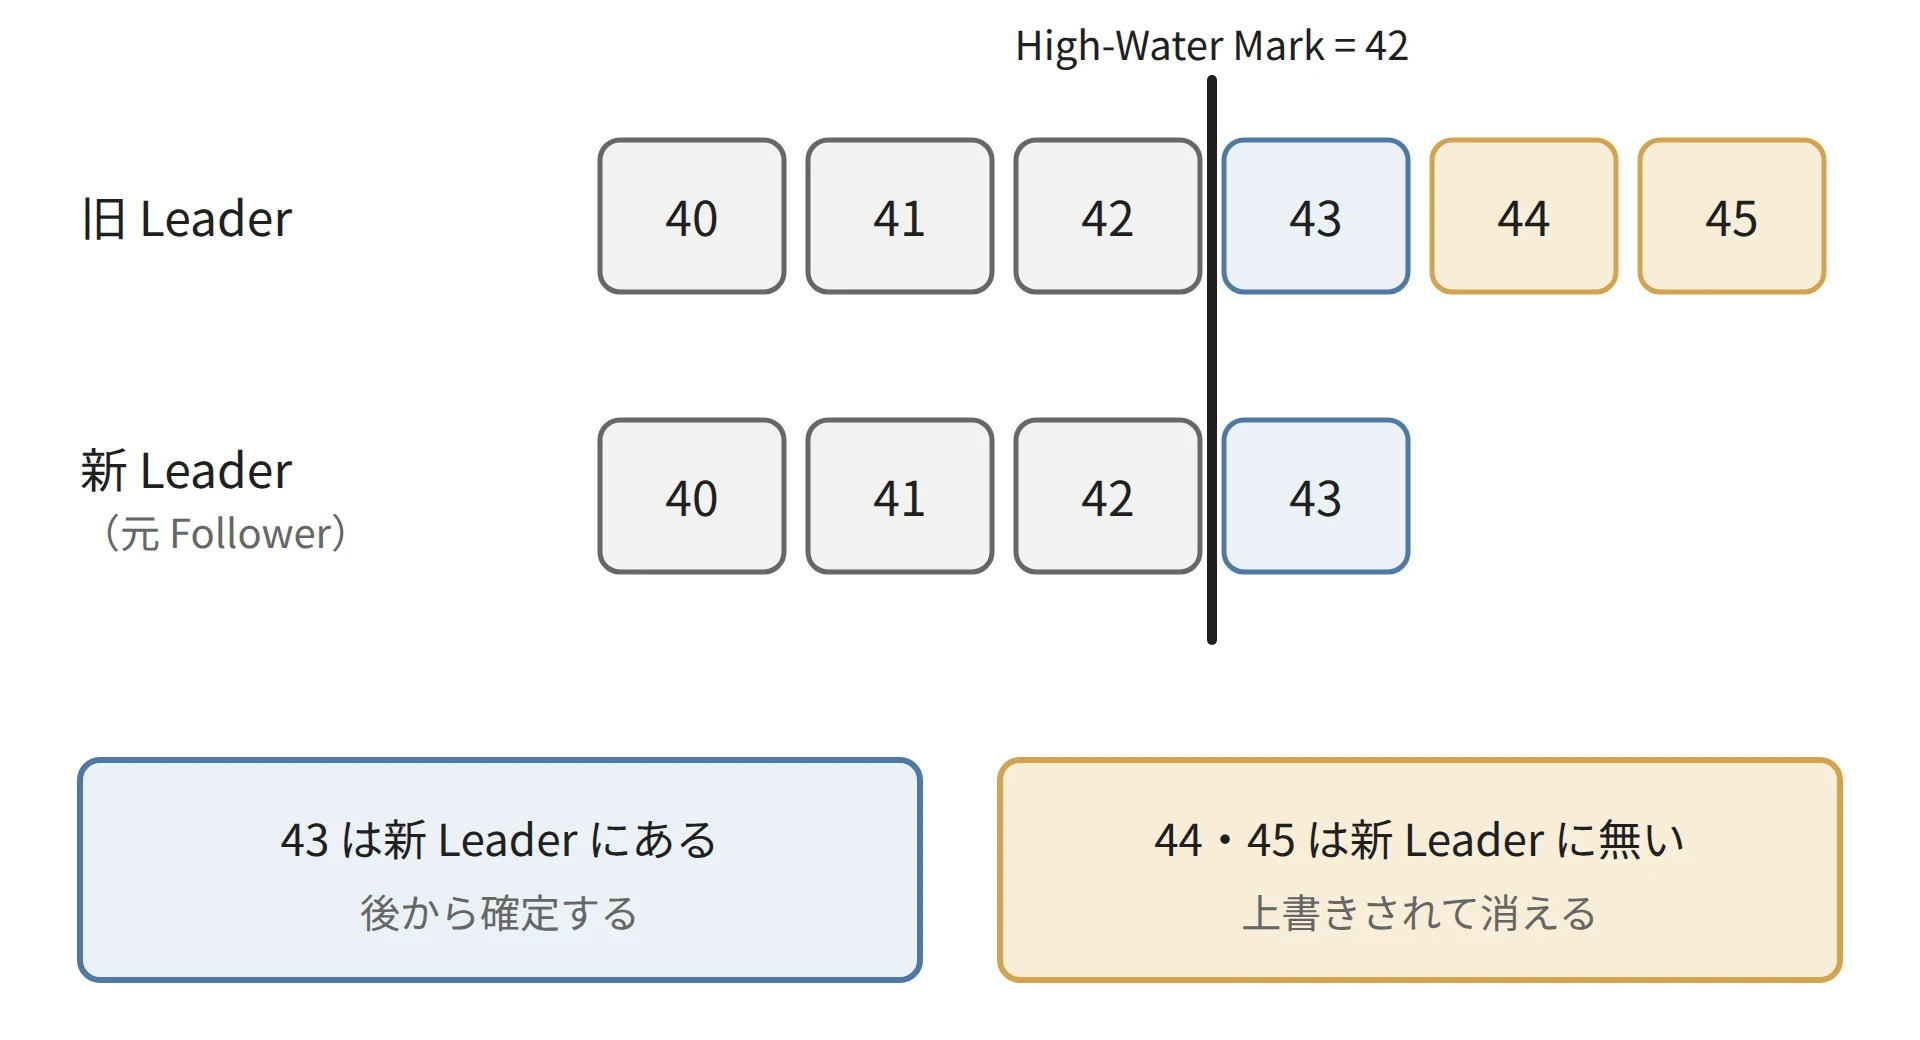 High-Water Mark = 42
旧 Leader
40
41
42
43
44
45
新 Leader
（元 Follower）
40
41
42
43
43 は新 Leader にある
後から確定する
44・45 は新 Leader に無い
上書きされて消える